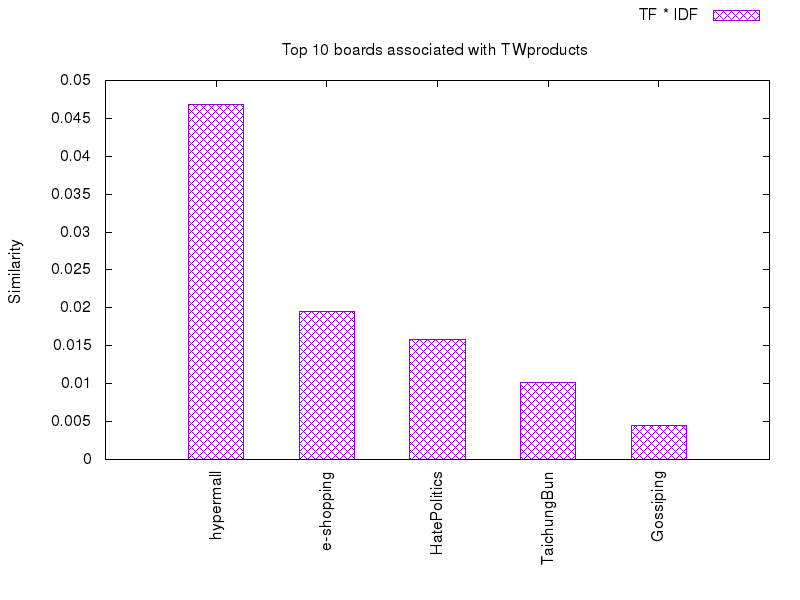 TF * IDF
Top 10 boards associated with TWproducts
0.05
0.045
0.04
0.035
0.03
0.025
0.02
0.015
0.01
0.005
0
Similarity
hypermall
e-shopping
HatePolitics
TaichungBun
Gossiping